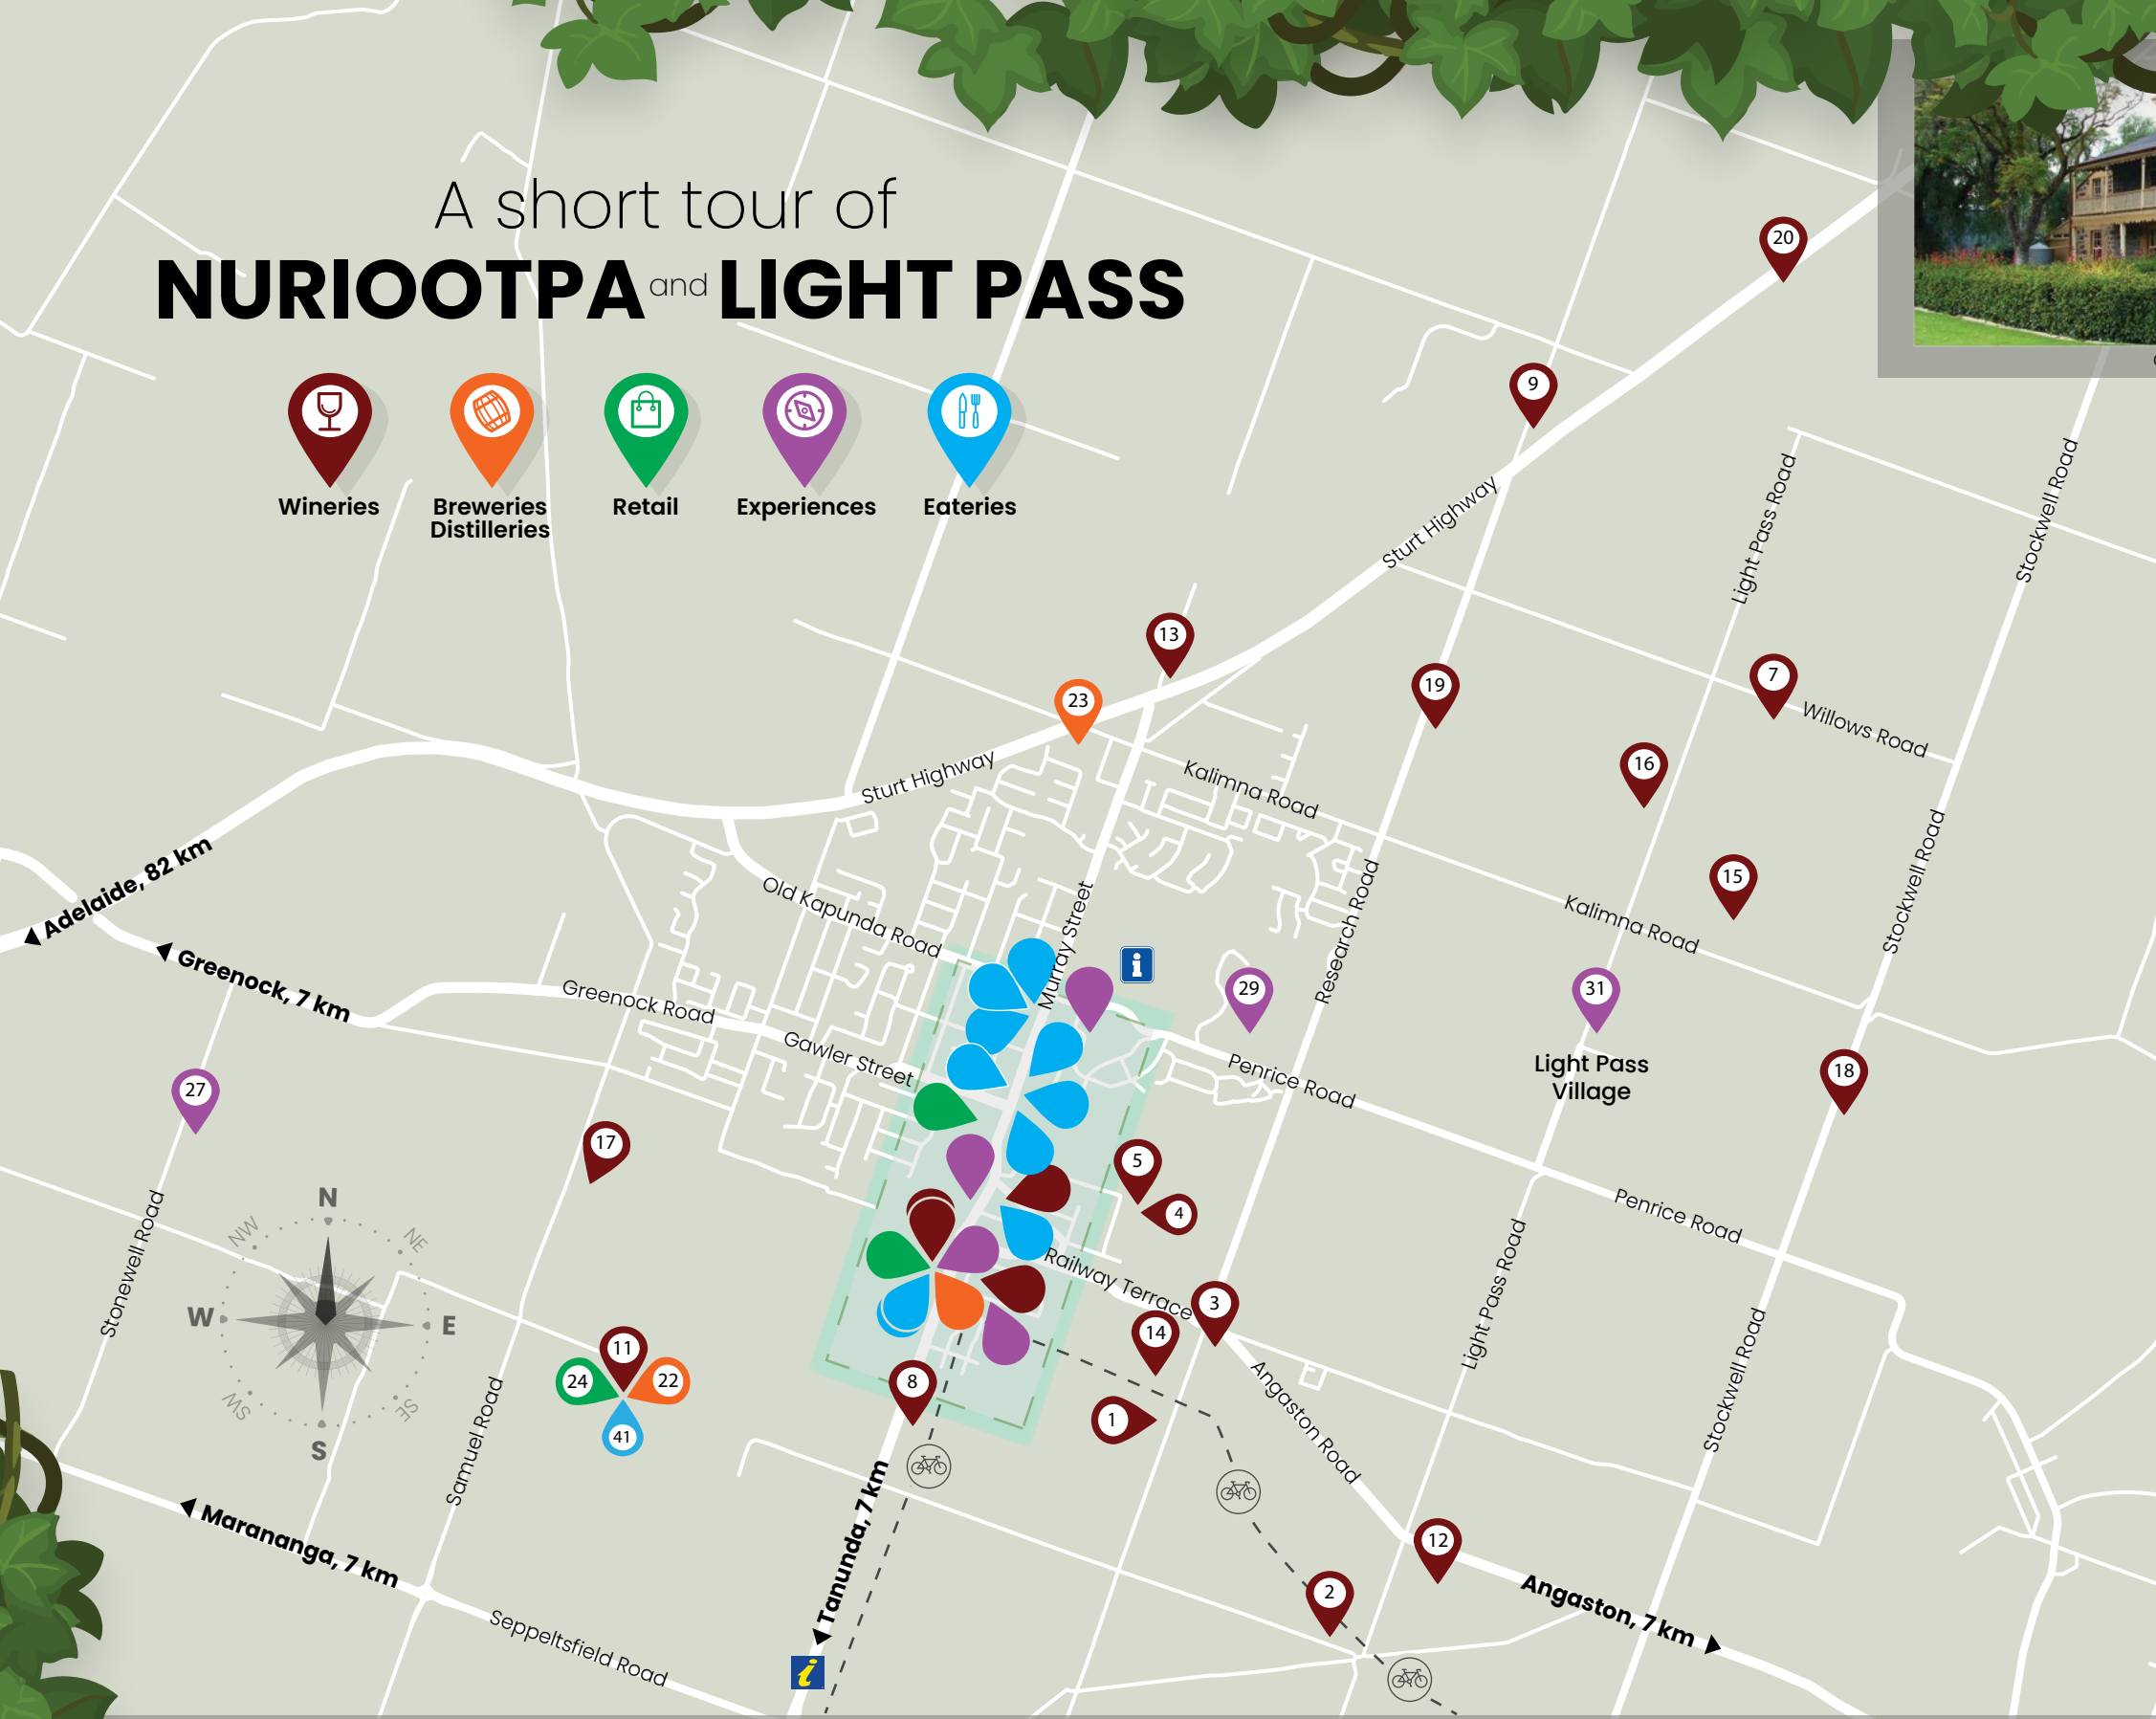 A short tour of
NURIOOTPA and LIGHT PASS
Wineries
Breweries
Distilleries
Retail
Experiences
Eateries
20
9
Sturt Highway
Light Pass Road
Stockwell Road
13
23
19
7
Willows Road
16
Sturt Highway
Kalimna Road
15
Adelaide, 82 km
Old Kapunda Road
Murray Street
Research Road
Kalimna Road
Stockwell Road
Greenock, 7 km
Greenock Road
i
29
31
Gawler Street
Penrice Road
Light Pass
Village
18
27
17
5
4
Penrice Road
Stonewell Road
N
NW
NE
W
E
SW
SE
S
Railway Terrace
3
14
Light Pass Road
Stockwell Road
11
24
22
41
8
1
Angaston Road
Samuel Road
Tanunda, 7 km
12
2
Angaston, 7 km
Marananga, 7 km
Seppeltsfield Road
i